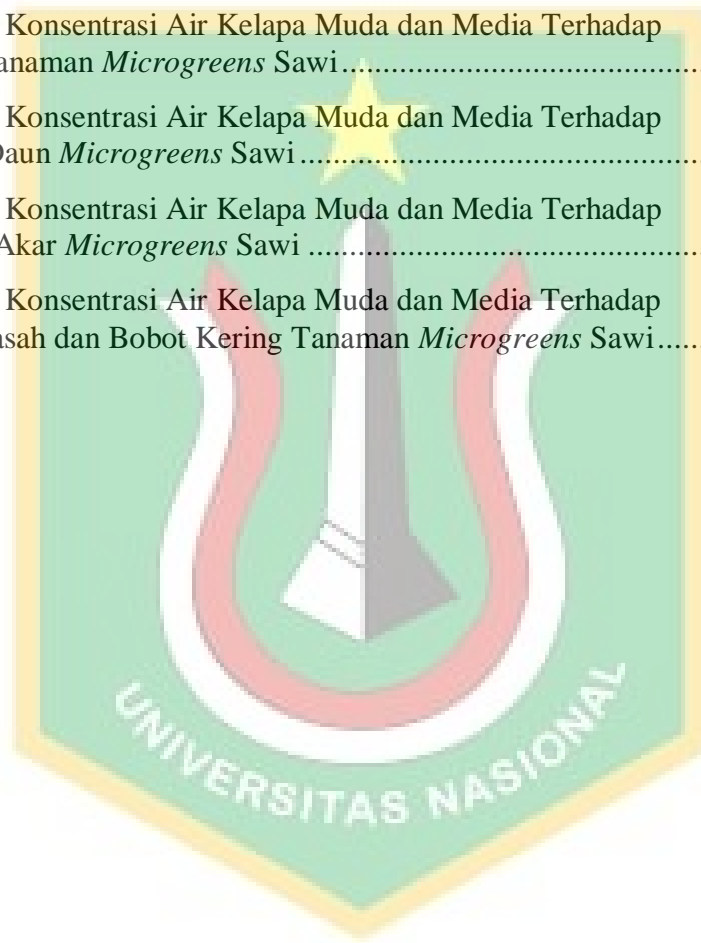 Konsentrasi Air Kelapa Muda dan Media Terhadap
anaman Microgreens Sawi........................................
Konsentrasi Air Kelapa Muda dan Media Terhadap
Daun Microgreens Sawi.............................................
Konsentrasi Air Kelapa Muda dan Media Terhadap
Akar Microgreens Sawi ............................................
Konsentrasi Air Kelapa Muda dan Media Terhadap
asah dan Bobot Kering Tanaman Microgreens Sawi......
UNIVERSITAS NASIONAL